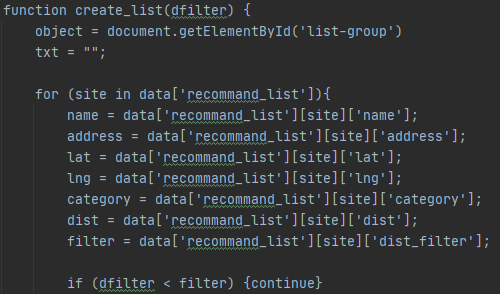 function create_list(dfilter) {
object = document.getElementById('list-group')
txt = "";
for (site in data['recommand_list']){
name = data['recommand_list'][site]['name'];
address = data['recommand_list'][site]['address'];
lat = data['recommand_list'][site]['lat'];
lng = data['recommand_list'][site]['lng'];
category = data['recommand_list'][site]['category'];
dist = data['recommand_list'][site]['dist'];
filter = data['recommand_list'][site]['dist_filter'];
if (dfilter < filter) {continue}